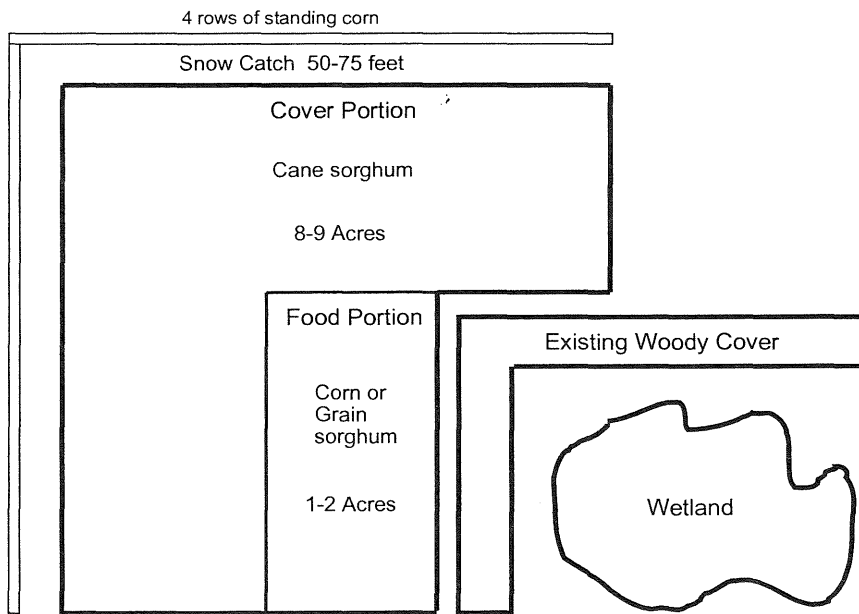 4 rows of standing corn
Snow Catch 50-75 feet
Cover Portion
Cane sorghum
8-9 Acres
Food Portion
Existing Woody Cover
Corn or
Grain
sorghum
1-2 Acres
Wetland